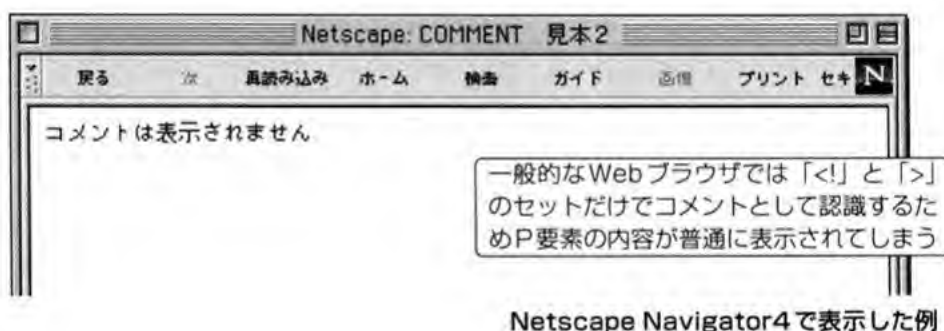 Netscape: COMMENT 見本2
戻る 次 再読み込み ホーム 検索 ガイド 画像 プリント セキ N
コメントは表示されません
一般的なWebブラウザでは「<!」と「>」
のセットだけでコメントとして認識するた
めP要素の内容が普通に表示されてしまう
Netscape Navigator4で表示した例